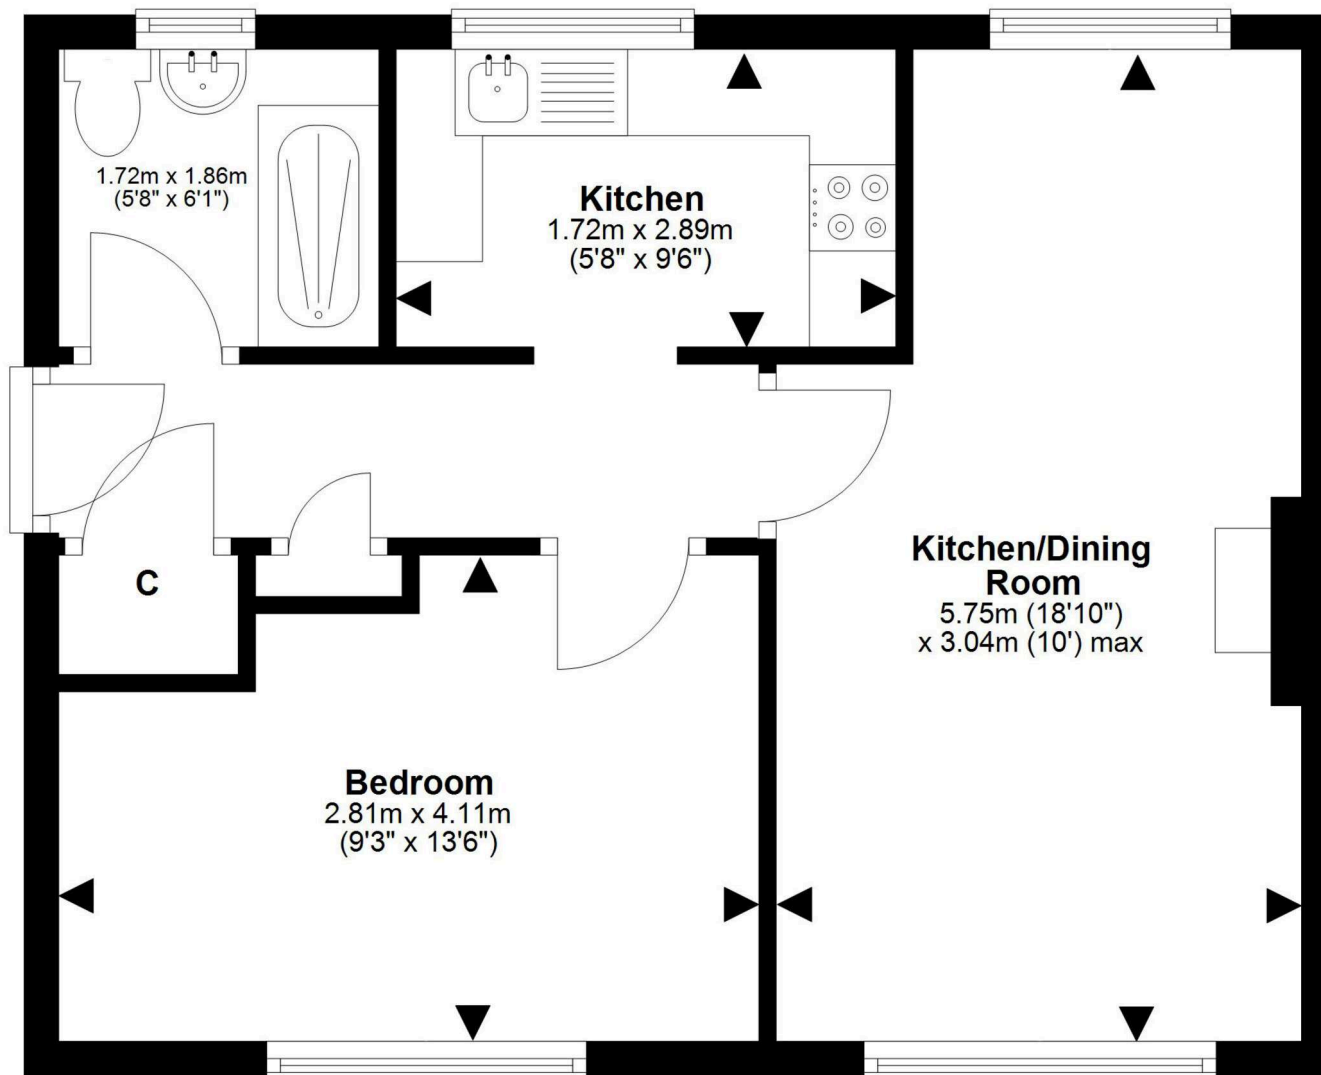 1.72m x 1.86m
(5'8" x 6'1")
Kitchen
1.72m x 2.89m
(5'8" x 9'6")
Kitchen/Dining
Room
5.75m (18'10")
x 3.04m (10') max
C
Bedroom
2.81m x 4.11m
(9'3" x 13'6")